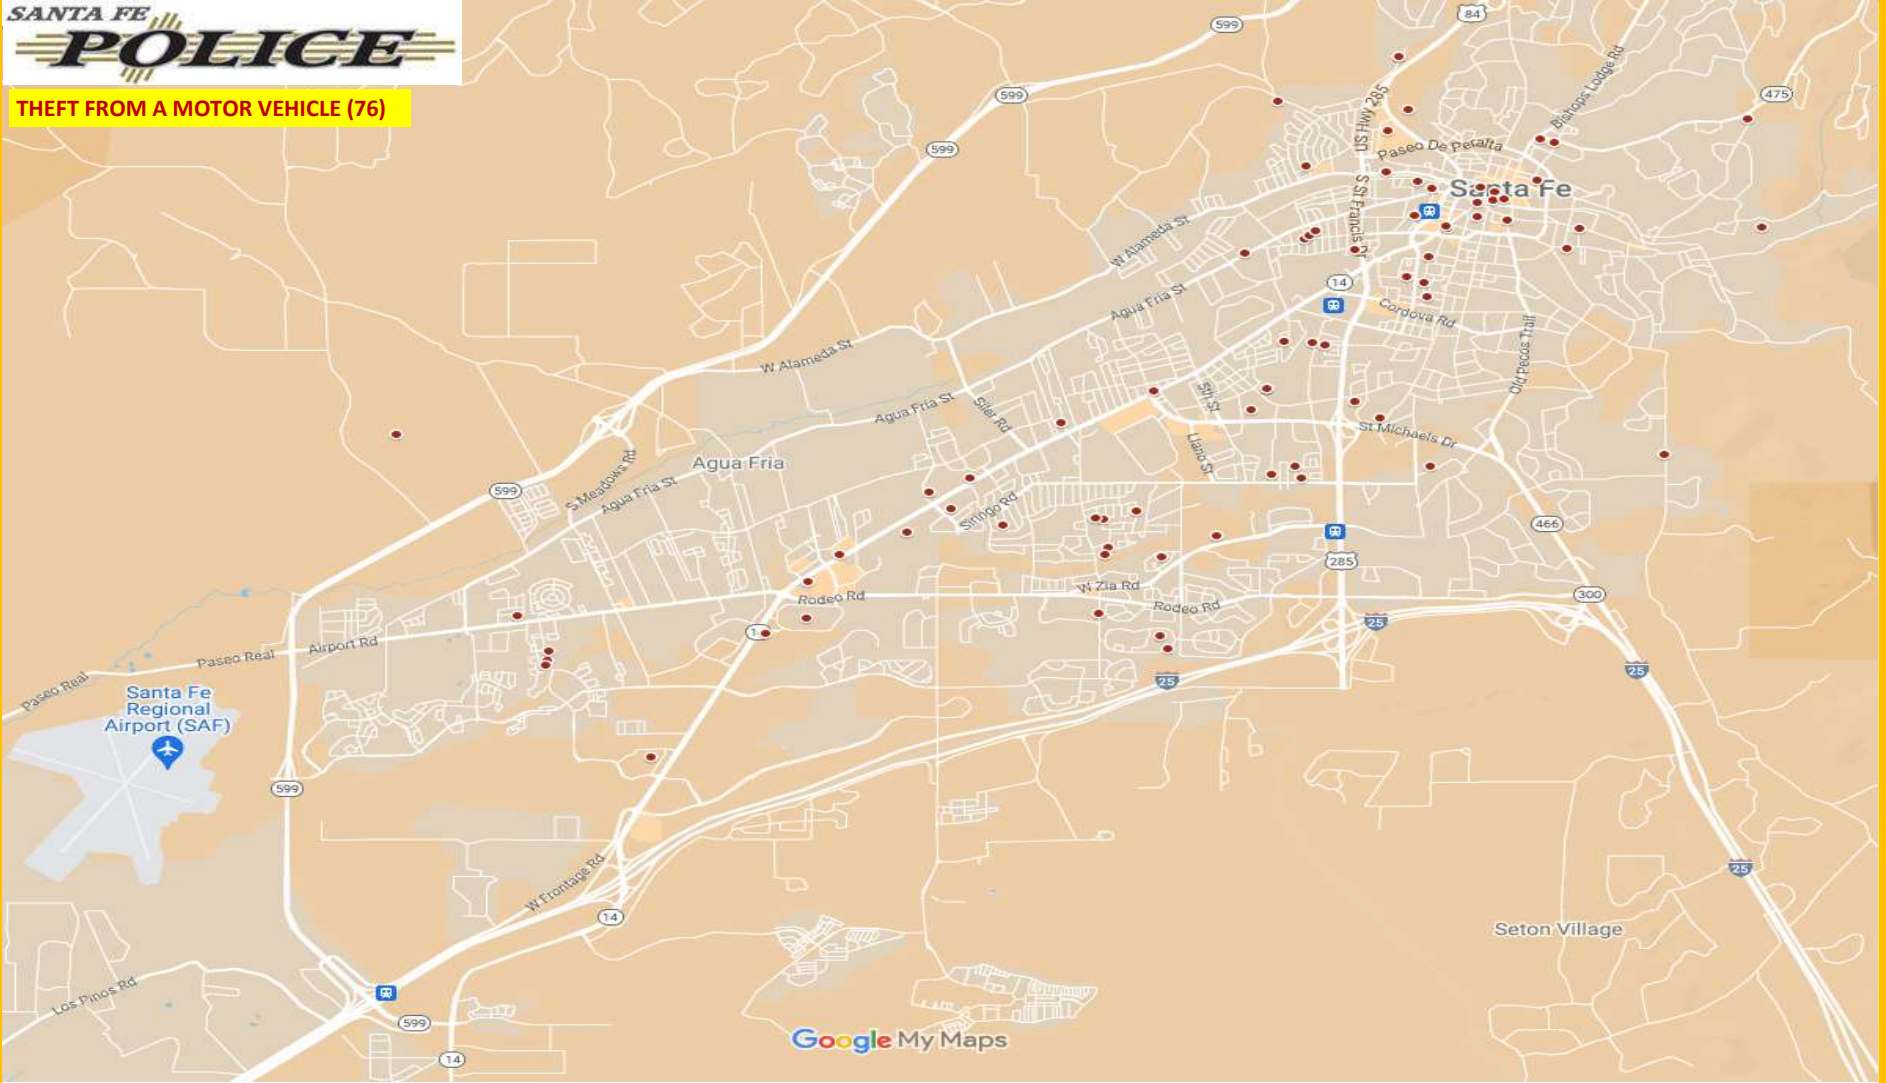 SANTA FE
POLICE
THEFT FROM A MOTOR VEHICLE (76)
599
84
599
475
US Hwy 285
Bishops Lodge Rd
599
Paseo De Peralta
Santa Fe
S St Francis Dr
W Alameda St
14
Agua Fria St
Cordova Rd
W Alameda St
Old Pecos Trail
5th St
Agua Fria St
Siler Rd
St Michaels Dr
Llano St
Agua Fria
S Meadows Rd
599
Agua Fria St
Siringo Rd
466
285
W Zia Rd
300
Rodeo Rd
Rodeo Rd
25
Airport Rd
Paseo Real
25
25
Paseo Real
Santa Fe
Regional
Airport (SAF)
599
W Frontage Rd
25
14
Seton Village
Los Pinos Rd
599
Google My Maps
14